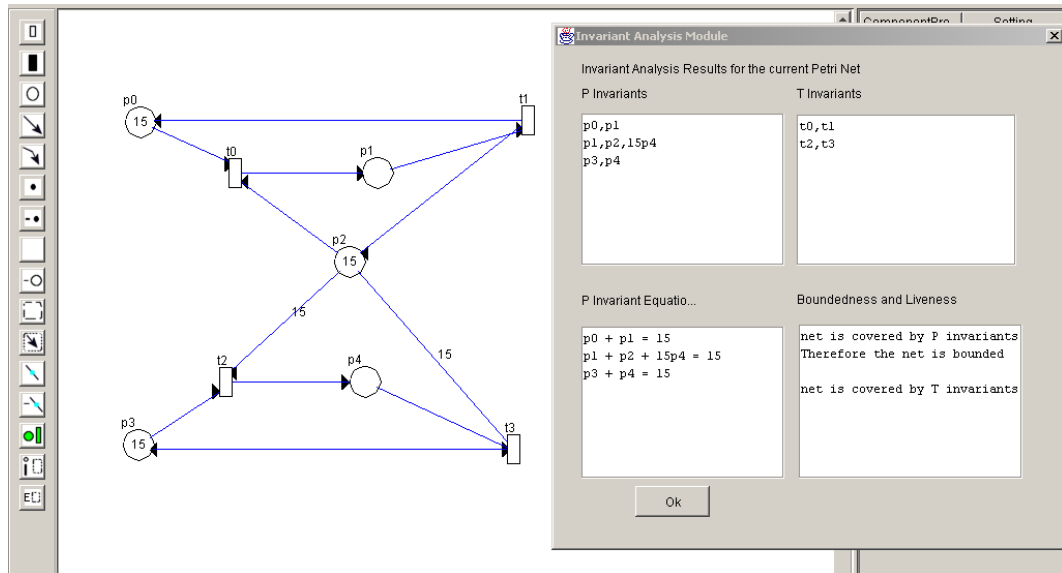 ComponentPro... Setting
Invariant Analysis Module
Invariant Analysis Results for the current Petri Net
P Invariants
p0,p1
p1,p2,15p4
p3,p4
T Invariants
t0,t1
t2,t3
P Invariant Equatio...
p0 + p1 = 15
p1 + p2 + 15p4 = 15
p3 + p4 = 15
Boundedness and Liveness
net is covered by P invariants
Therefore the net is bounded
net is covered by T invariants
Ok
p0
15
t1
t0
p1
p2
15
15
15
t2
p4
p3
15
t3
E